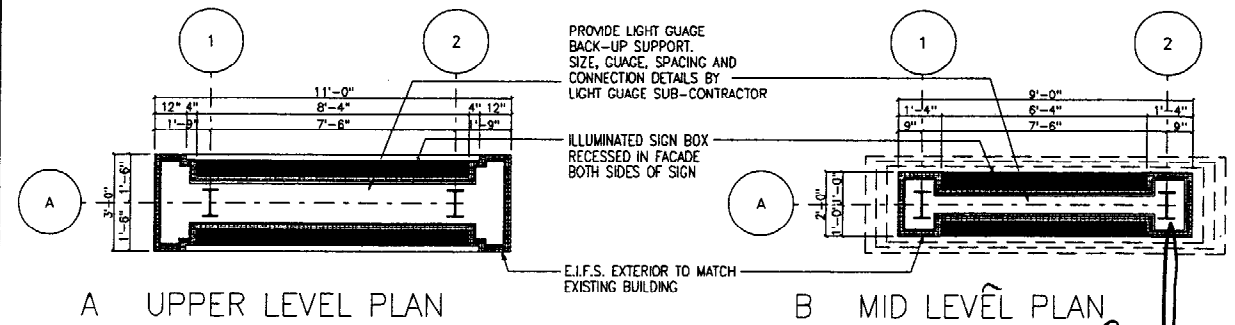 1
2
PROVIDE LIGHT GUAGE
BACK-UP SUPPORT.
SIZE, GUAGE, SPACING AND
CONNECTION DETAILS BY
LIGHT GUAGE SUB-CONTRACTOR
1
2
11'-0"
12" 4" 8'-4" 4" 12"
1'-9" 7'-6" 1'-9"
9'-0"
1'-4" 6'-4" 1'-4"
9" 7'-6" 9"
ILLUMINATED SIGN BOX
RECESSED IN FACADE
BOTH SIDES OF SIGN
A
3'-0"
1'-6"
1'-6"
A
2'-0"
1'-0"
1'-0"
E.I.F.S. EXTERIOR TO MATCH
EXISTING BUILDING
A UPPER LEVEL PLAN
B MID LEVEL PLAN